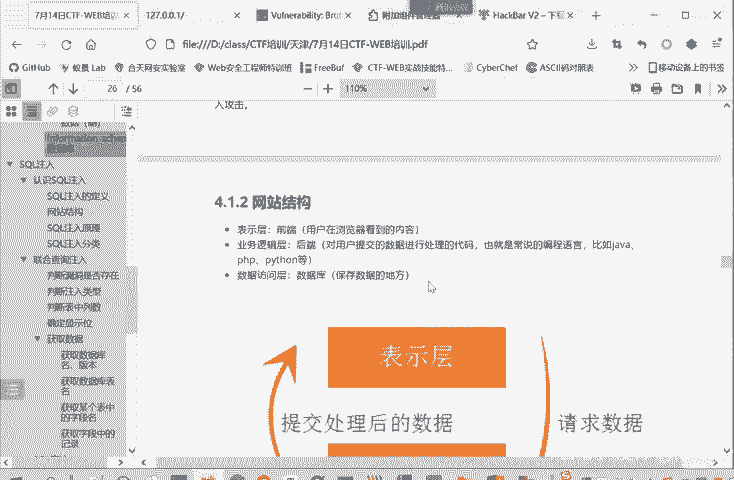 7月14日CTF-WEB培训
127.0.0.1/
Vulnerability: Brut
附加组件管理器
HackBar V2 – 下载
file:///D:/class/CTF培训/天津/7月14日CTF-WEB培训.pdf
GitHub
蚁景 Lab
合天网安实验室
Web安全工程师特训班
FreeBuf
CTF-WEB实战技能特...
CyberChef
ASCII码对照表
移动设备上的书签
26 / 56
110%
入攻击。
SQL注入
认识SQL注入
SQL注入的定义
网站结构
SQL注入原理
SQL注入分类
联合查询注入
判断漏洞是否存在
判断注入类型
判断表中列数
确定显示位
获取数据
获取数据库
名、版本
获取数据库表
名
获取某个表中
的字段名
获取字段中的
记录
4.1.2 网站结构
表示层：前端（用户在浏览器看到的内容）
业务逻辑层：后端（对用户提交的数据进行处理的代码，也就是常说的编程语言，比如java、
php、python等）
数据访问层：数据库（保存数据的地方）
表示层
提交处理后的数据
请求数据